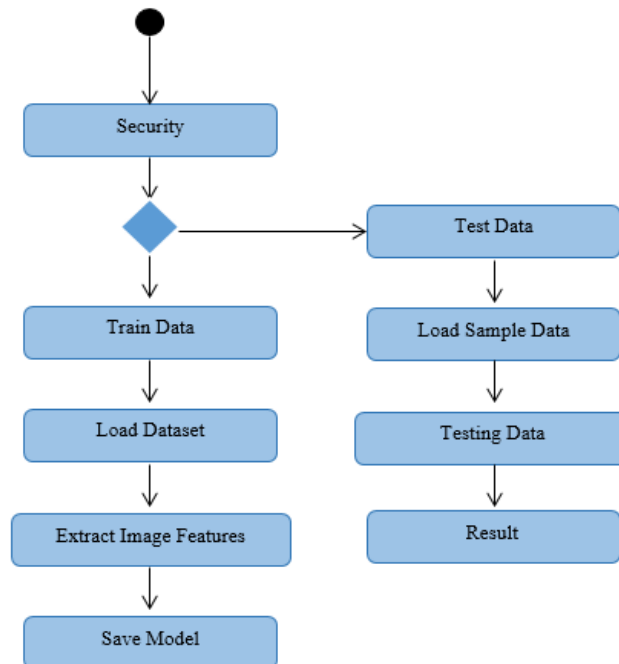 Security
Test Data
Train Data
Load Sample Data
Load Dataset
Testing Data
Extract Image Features
Result
Save Model